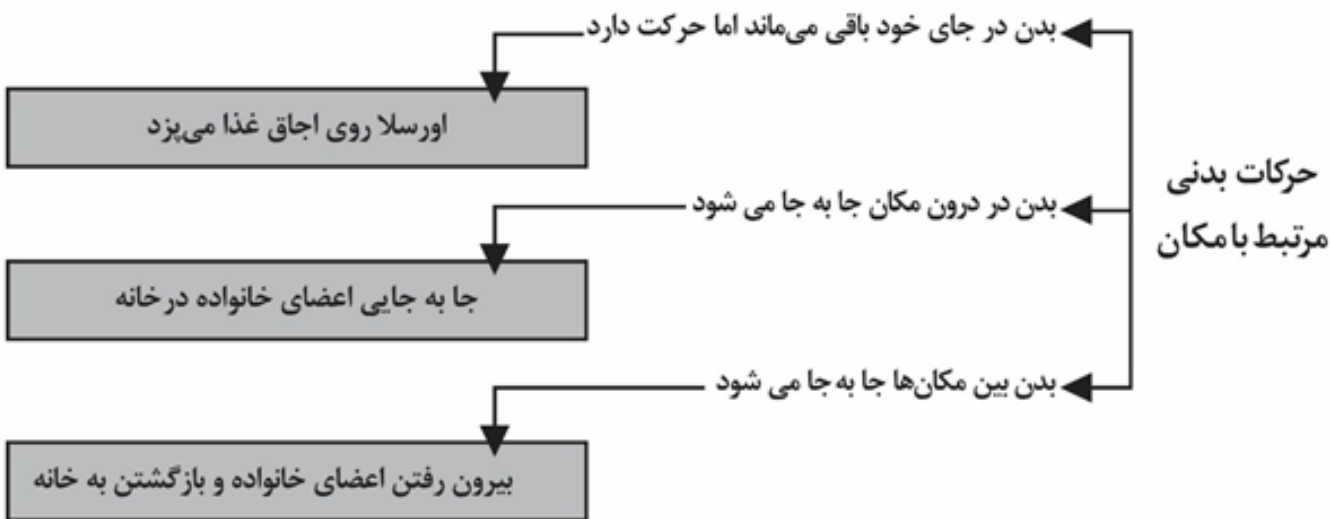 حرکات بدنی
مرتبط با مکان
بدن در جای خود باقی می‌ماند اما حرکت دارد
اورسلا روی اجاق غذا می‌پزد
بدن در درون مکان جا به جا می شود
جا به جایی اعضای خانواده در خانه
بدن بین مکان‌ها جا به جا می شود
بیرون رفتن اعضای خانواده و بازگشتن به خانه